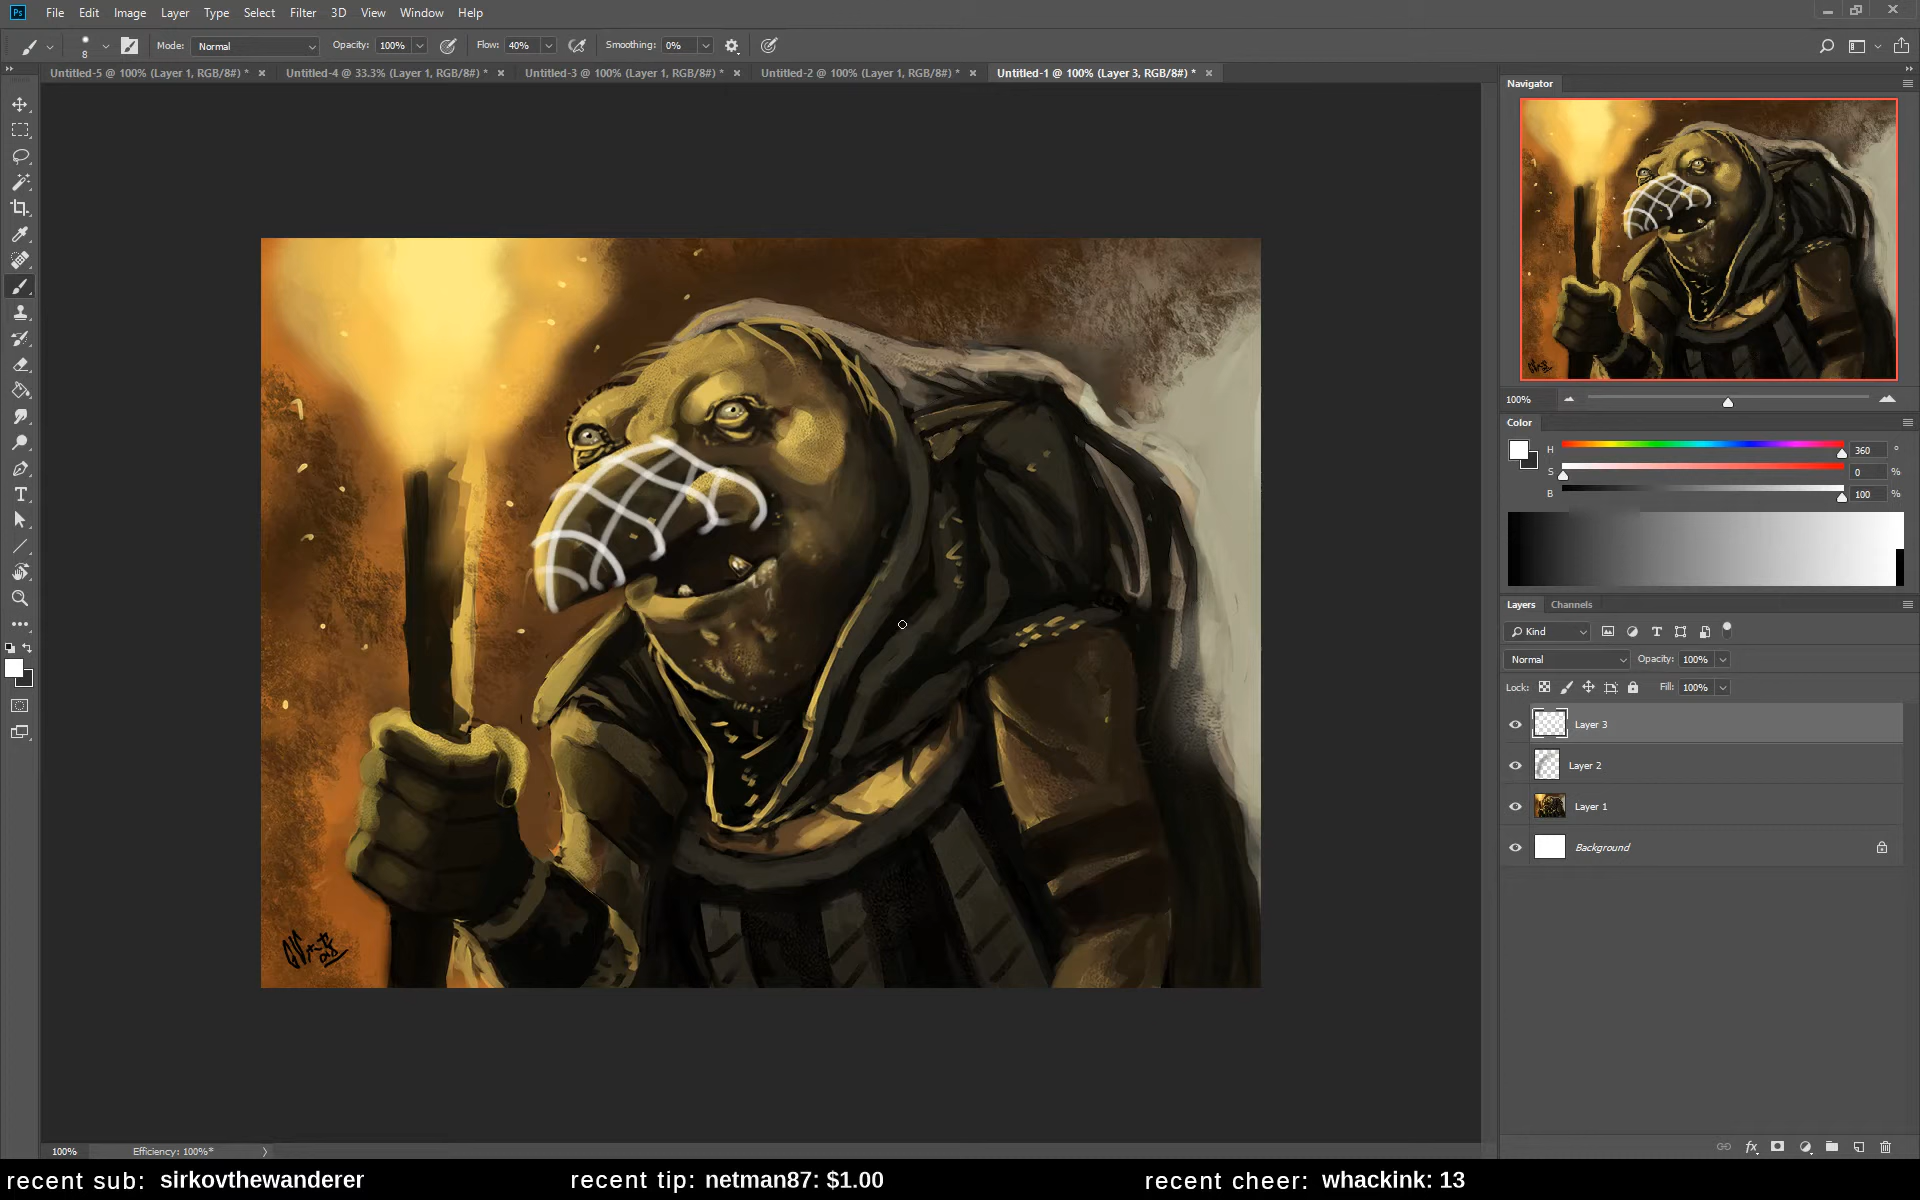 Ps File Edit Image Layer Type Select Filter 3D View Window Help
8 Mode: Normal Opacity: 100% Flow: 40% Smoothing: 0%
Untitled-5 @ 100% (Layer 1, RGB/8#) * Untitled-4 @ 33.3% (Layer 1, RGB/8#) * Untitled-3 @ 100% (Layer 1, RGB/8#) * Untitled-2 @ 100% (Layer 1, RGB/8#) * Untitled-1 @ 100% (Layer 3, RGB/8#) *
Navigator
100%
Color
H 360 °
S 0 %
B 100 %
Layers Channels
Kind
Normal Opacity: 100%
Lock: Fill: 100%
Layer 3
Layer 2
Layer 1
Background
100% Efficiency: 100%*
recent sub: sirkovthewanderer recent tip: netman87: $1.00 recent cheer: whackink: 13